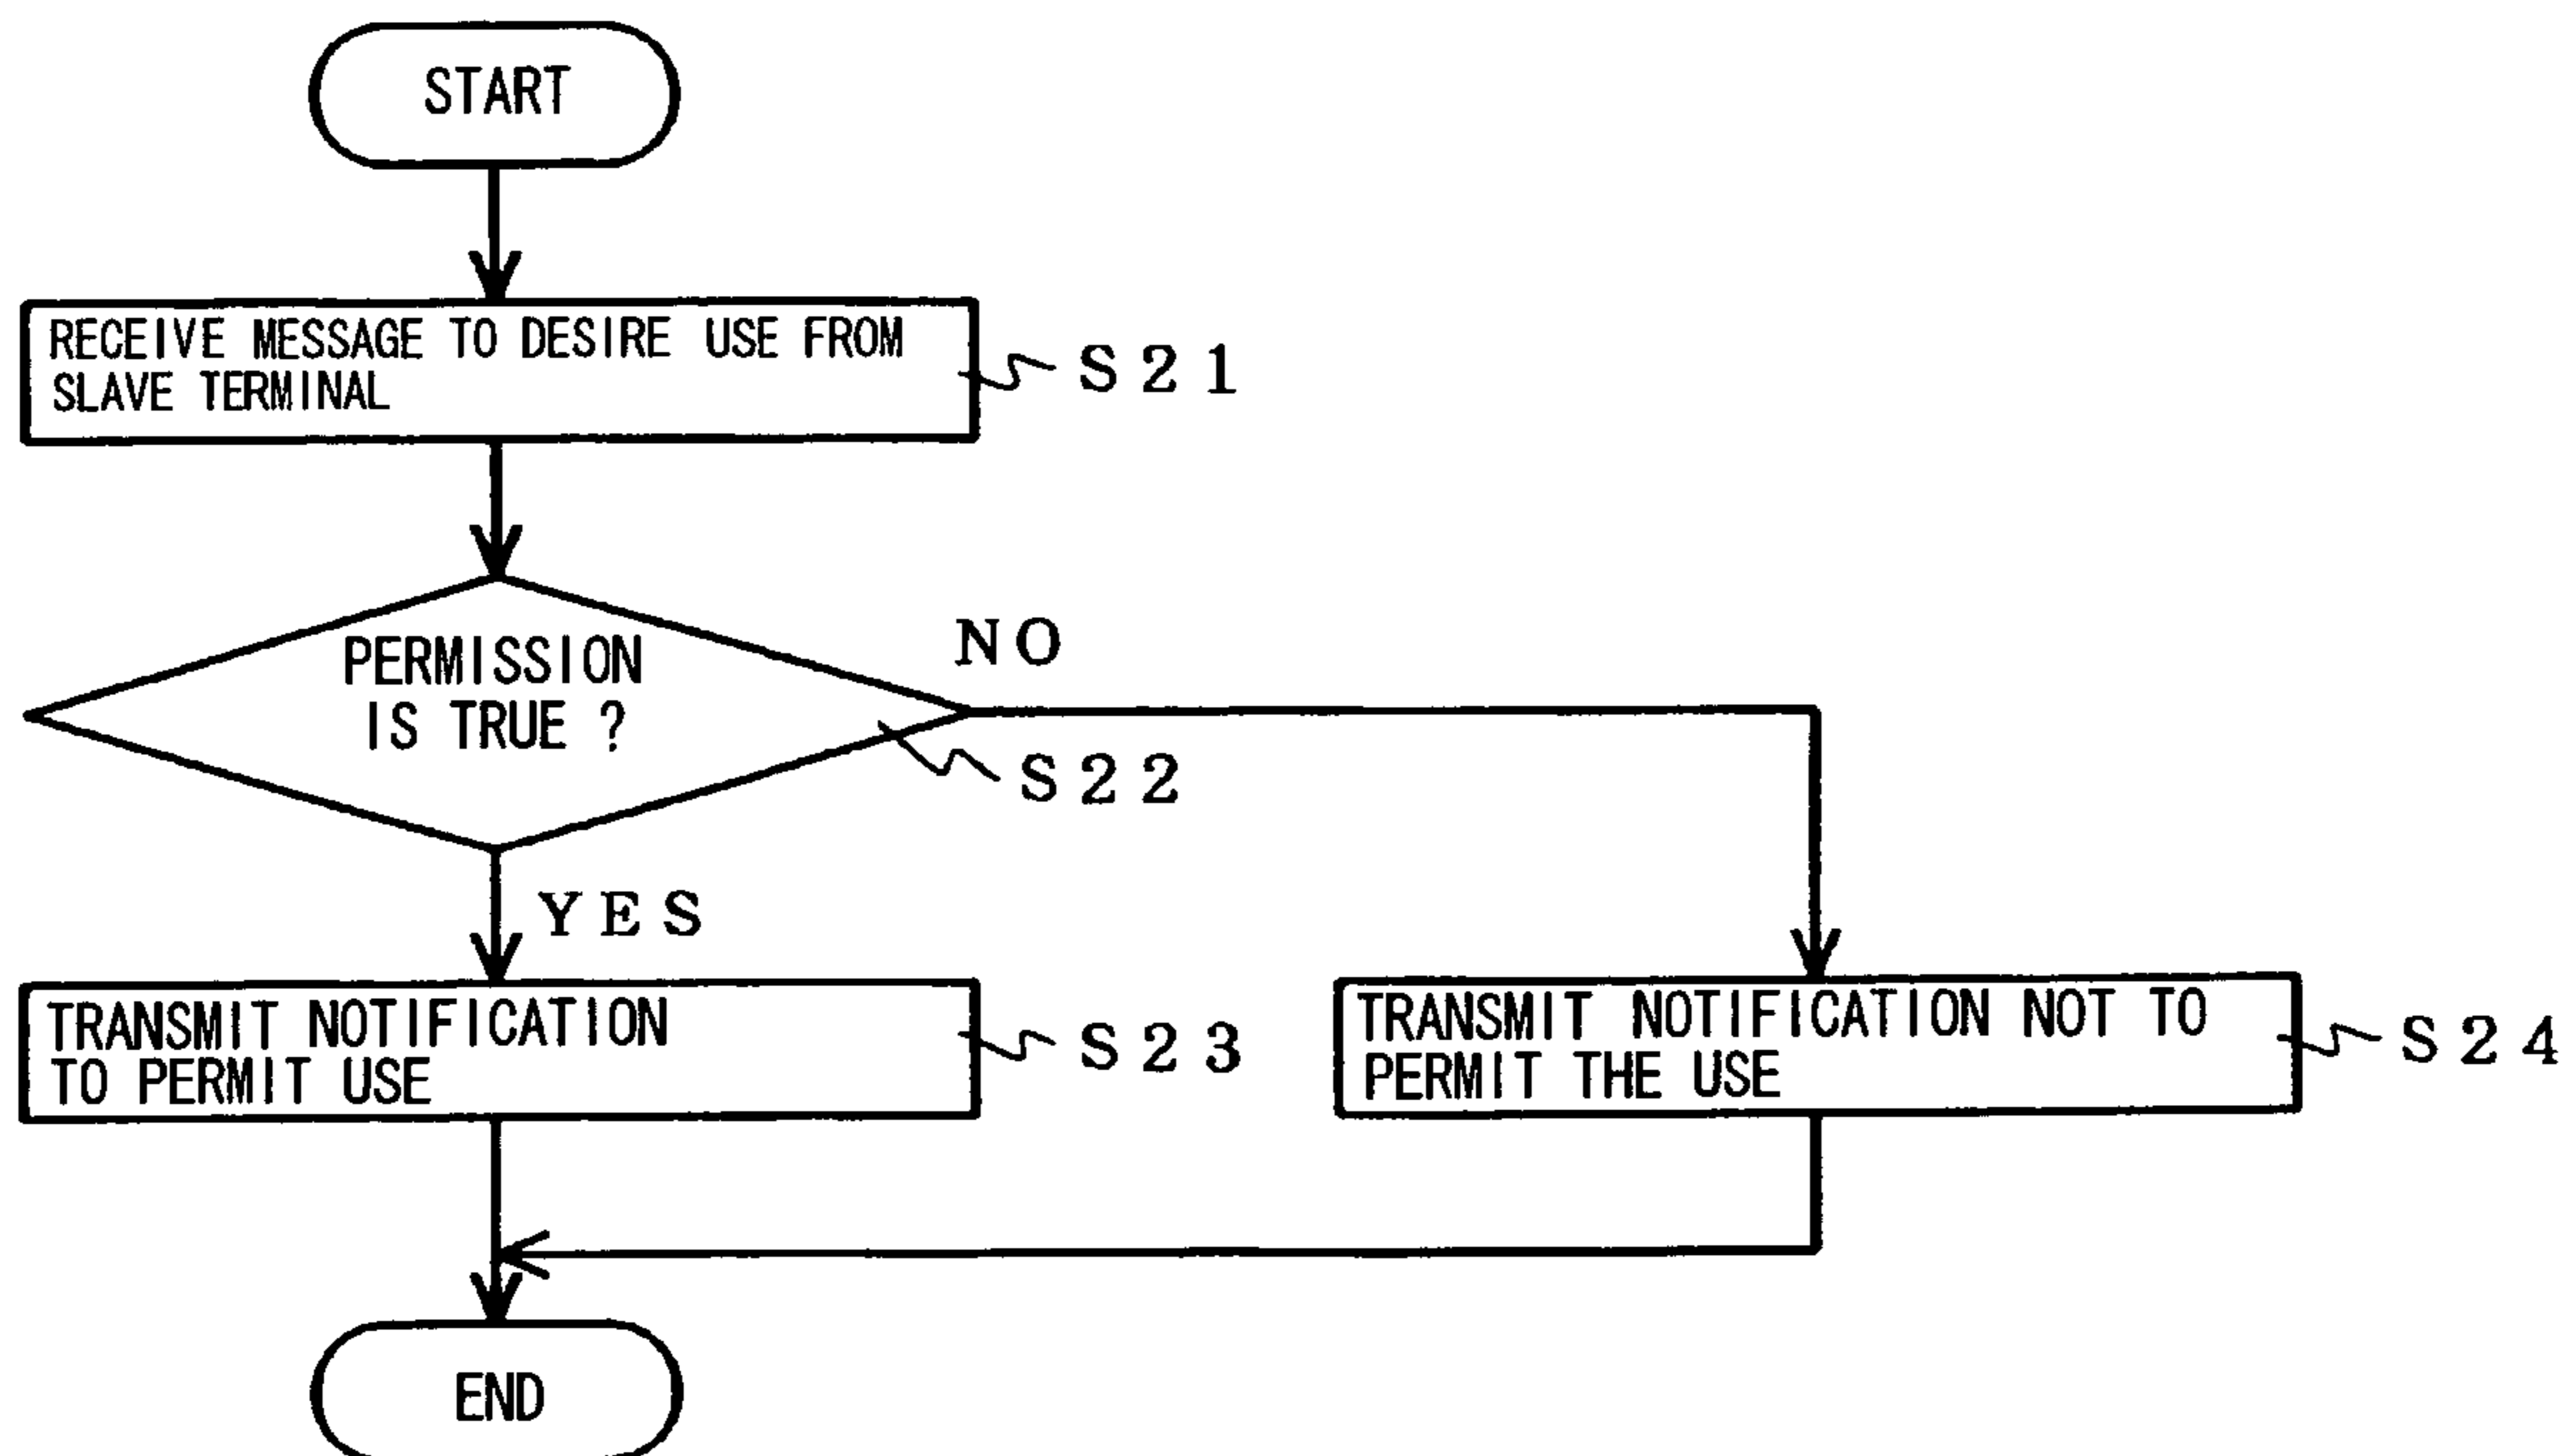 START
RECEIVE MESSAGE TO DESIRE USE FROM
SLAVE TERMINAL
S21
PERMISSION
IS TRUE ?
NO
S22
YES
TRANSMIT NOTIFICATION
TO PERMIT USE
S23
TRANSMIT NOTIFICATION NOT TO
PERMIT THE USE
S24
END